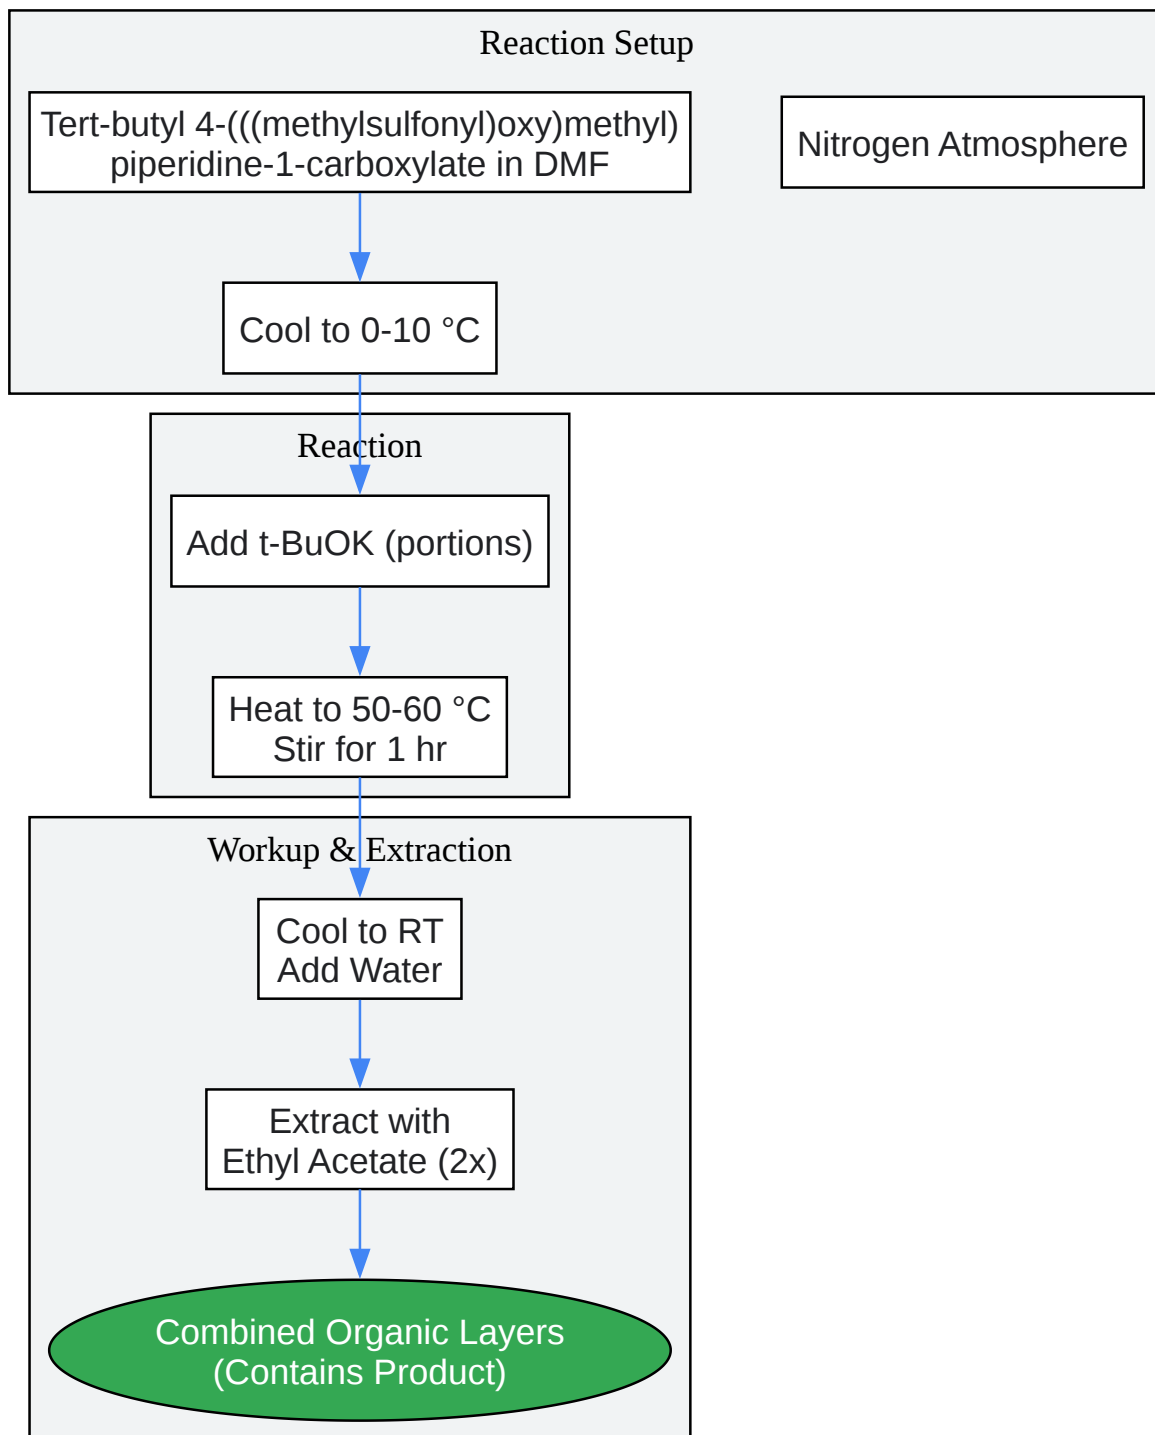 Reaction Setup
Tert-butyl 4-(((methylsulfonyl)oxy)methyl)
piperidine-1-carboxylate in DMF
Nitrogen Atmosphere
Cool to 0-10 °C
Reaction
Add t-BuOK (portions)
Heat to 50-60 °C
Stir for 1 hr
Workup & Extraction
Cool to RT
Add Water
Extract with
Ethyl Acetate (2x)
Combined Organic Layers
(Contains Product)